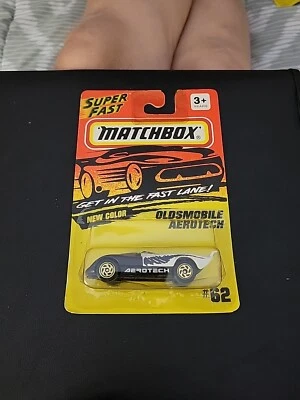 SUPER
FAST
3+
MATCHBOX®
GET IN THE FAST LANE!
NEW COLOR
OLDSMOBILE
AEROTECH
AEROTECH
#62